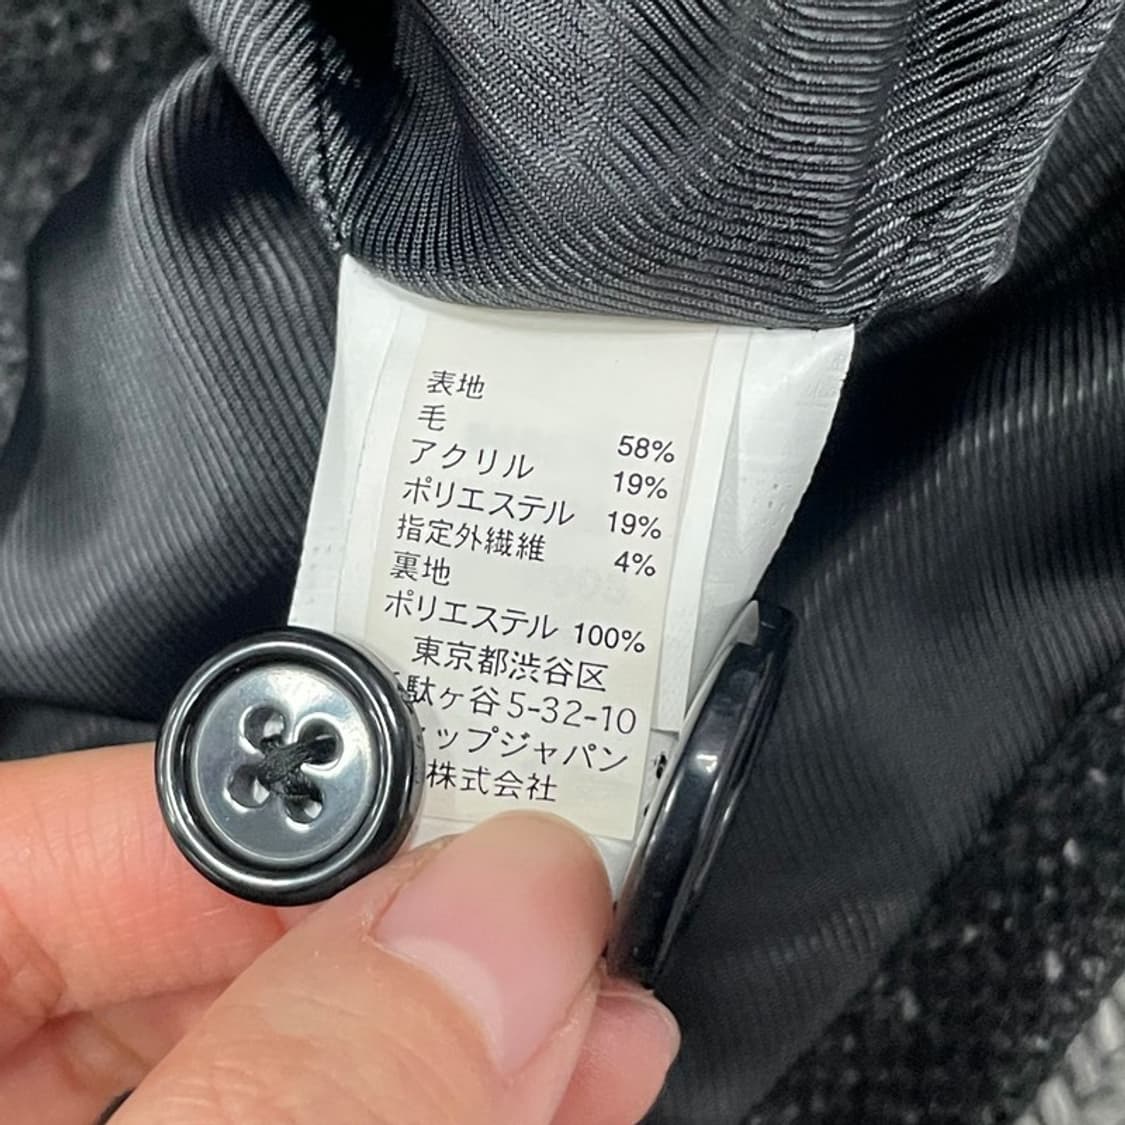 表地
毛 58%
アクリル 19%
ポリエステル 19%
指定外繊維 4%
裏地
ポリエステル 100%
東京都渋谷区
駄ヶ谷5-32-10
ップジャパン
株式会社